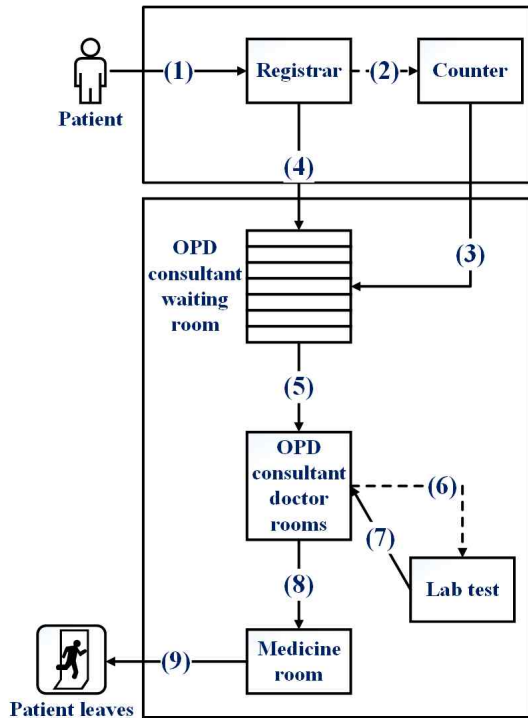 (1)
Registrar
(2)
Counter
Patient
(4)
(3)
OPD
consultant
waiting
room
(5)
OPD
consultant
doctor
rooms
(6)
(7)
Lab test
(8)
Medicine
room
(9)
Patient leaves